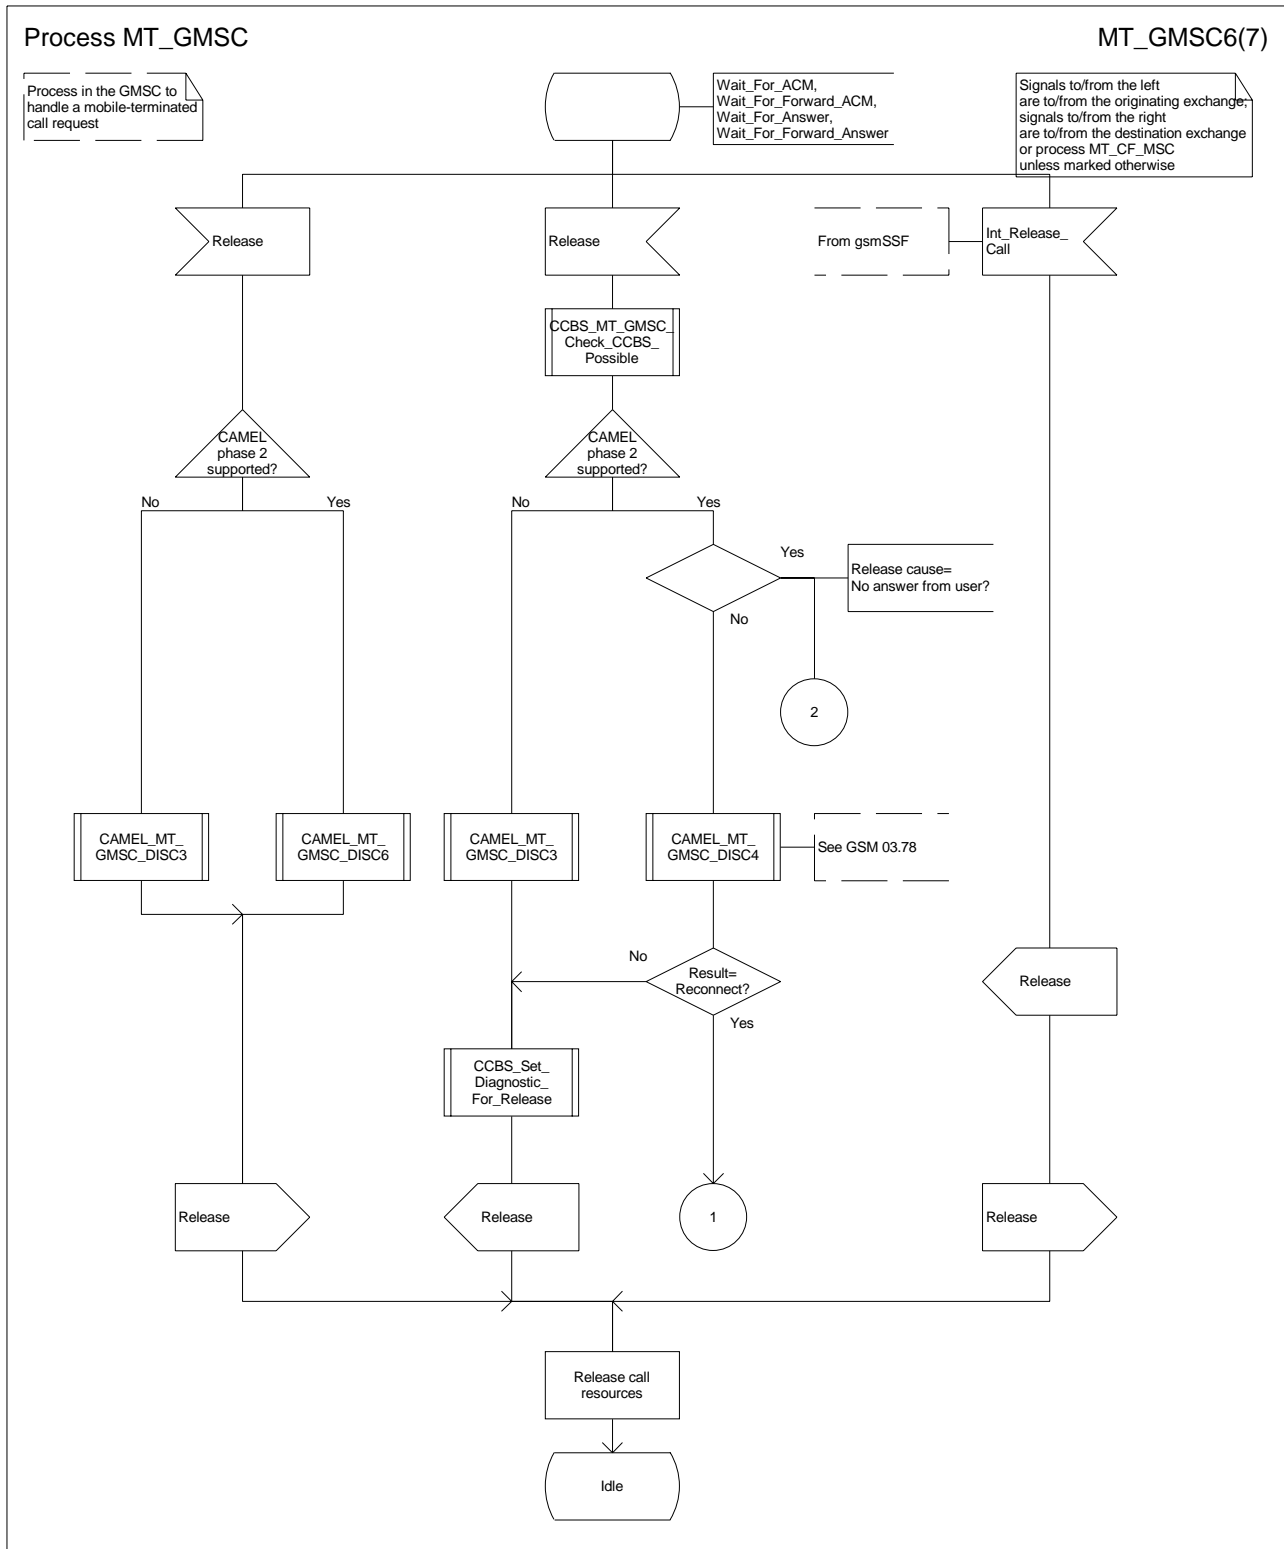 Process MT_GMSC
MT_GMSC6(7)
Process in the GMSC to
handle a mobile-terminated
call request
Wait_For_ACM,
Wait_For_Forward_ACM,
Wait_For_Answer,
Wait_For_Forward_Answer
Signals to/from the left
are to/from the originating exchange;
signals to/from the right
are to/from the destination exchange
or process MT_CF_MSC
unless marked otherwise
Release
Release
From gsmSSF
Int_Release_
Call
CCBS_MT_GMSC_
Check_CCBS_
Possible
CAMEL
phase 2
supported?
CAMEL
phase 2
supported?
No
Yes
No
Yes
Yes
Release cause=
No answer from user?
No
2
CAMEL_MT_
GMSC_DISC3
CAMEL_MT_
GMSC_DISC6
CAMEL_MT_
GMSC_DISC3
CAMEL_MT_
GMSC_DISC4
See GSM 03.78
No
Result=
Reconnect?
Yes
Release
CCBS_Set_
Diagnostic_
For_Release
Release
Release
1
Release
Release call
resources
Idle